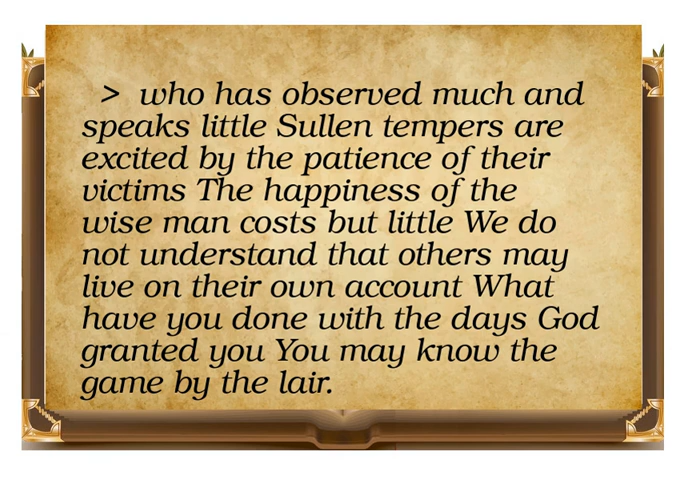 > who has observed much and
speaks little Sullen tempers are
excited by the patience of their
victims The happiness of the
wise man costs but little We do
not understand that others may
live on their own account What
have you done with the days God
granted you You may know the
game by the lair.